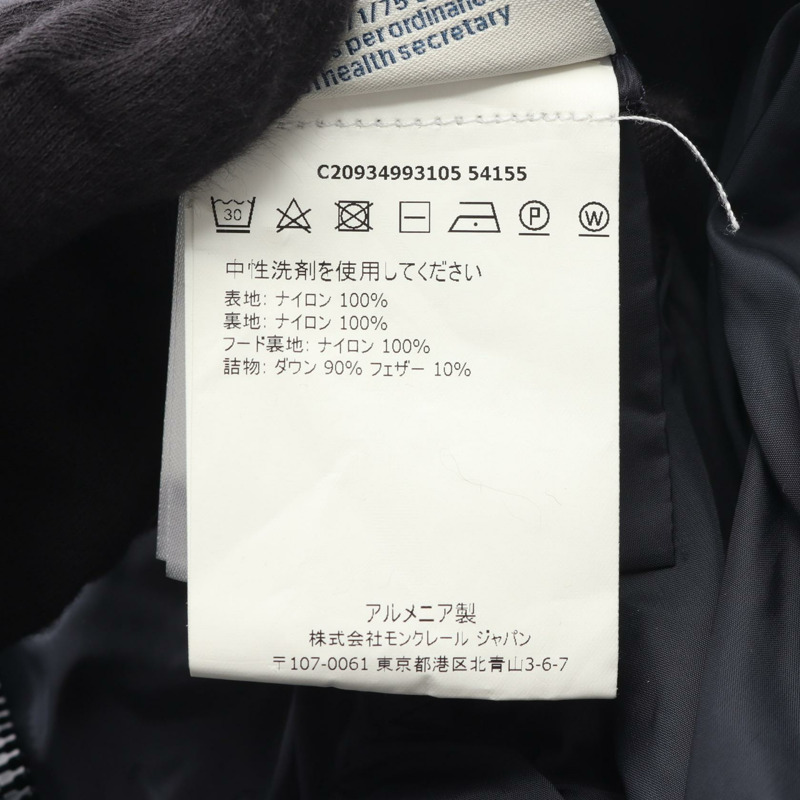 1/75
s per ordinance
health secretary
C20934993105 54155
30
P
W
中性洗剤を使用してください
表地: ナイロン 100%
裏地: ナイロン 100%
フード裏地: ナイロン 100%
詰物: ダウン 90% フェザー 10%
アルメニア製
株式会社モンクレール ジャパン
〒107-0061 東京都港区北青山3-6-7